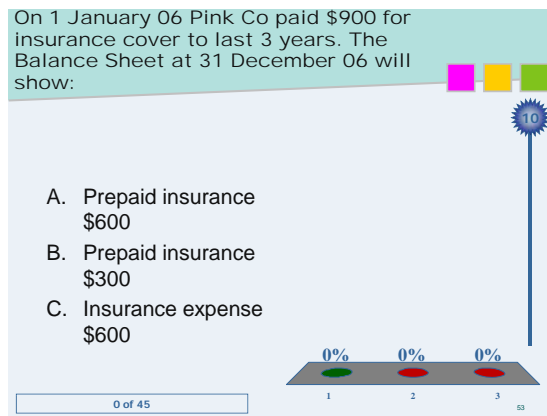 On 1 January 06 Pink Co paid $900 for
insurance cover to last 3 years. The
Balance Sheet at 31 December 06 will
show:
10
A. Prepaid insurance
$600
B. Prepaid insurance
$300
C. Insurance expense
$600
0% 0% 0%
1 2 3
0 of 45
53